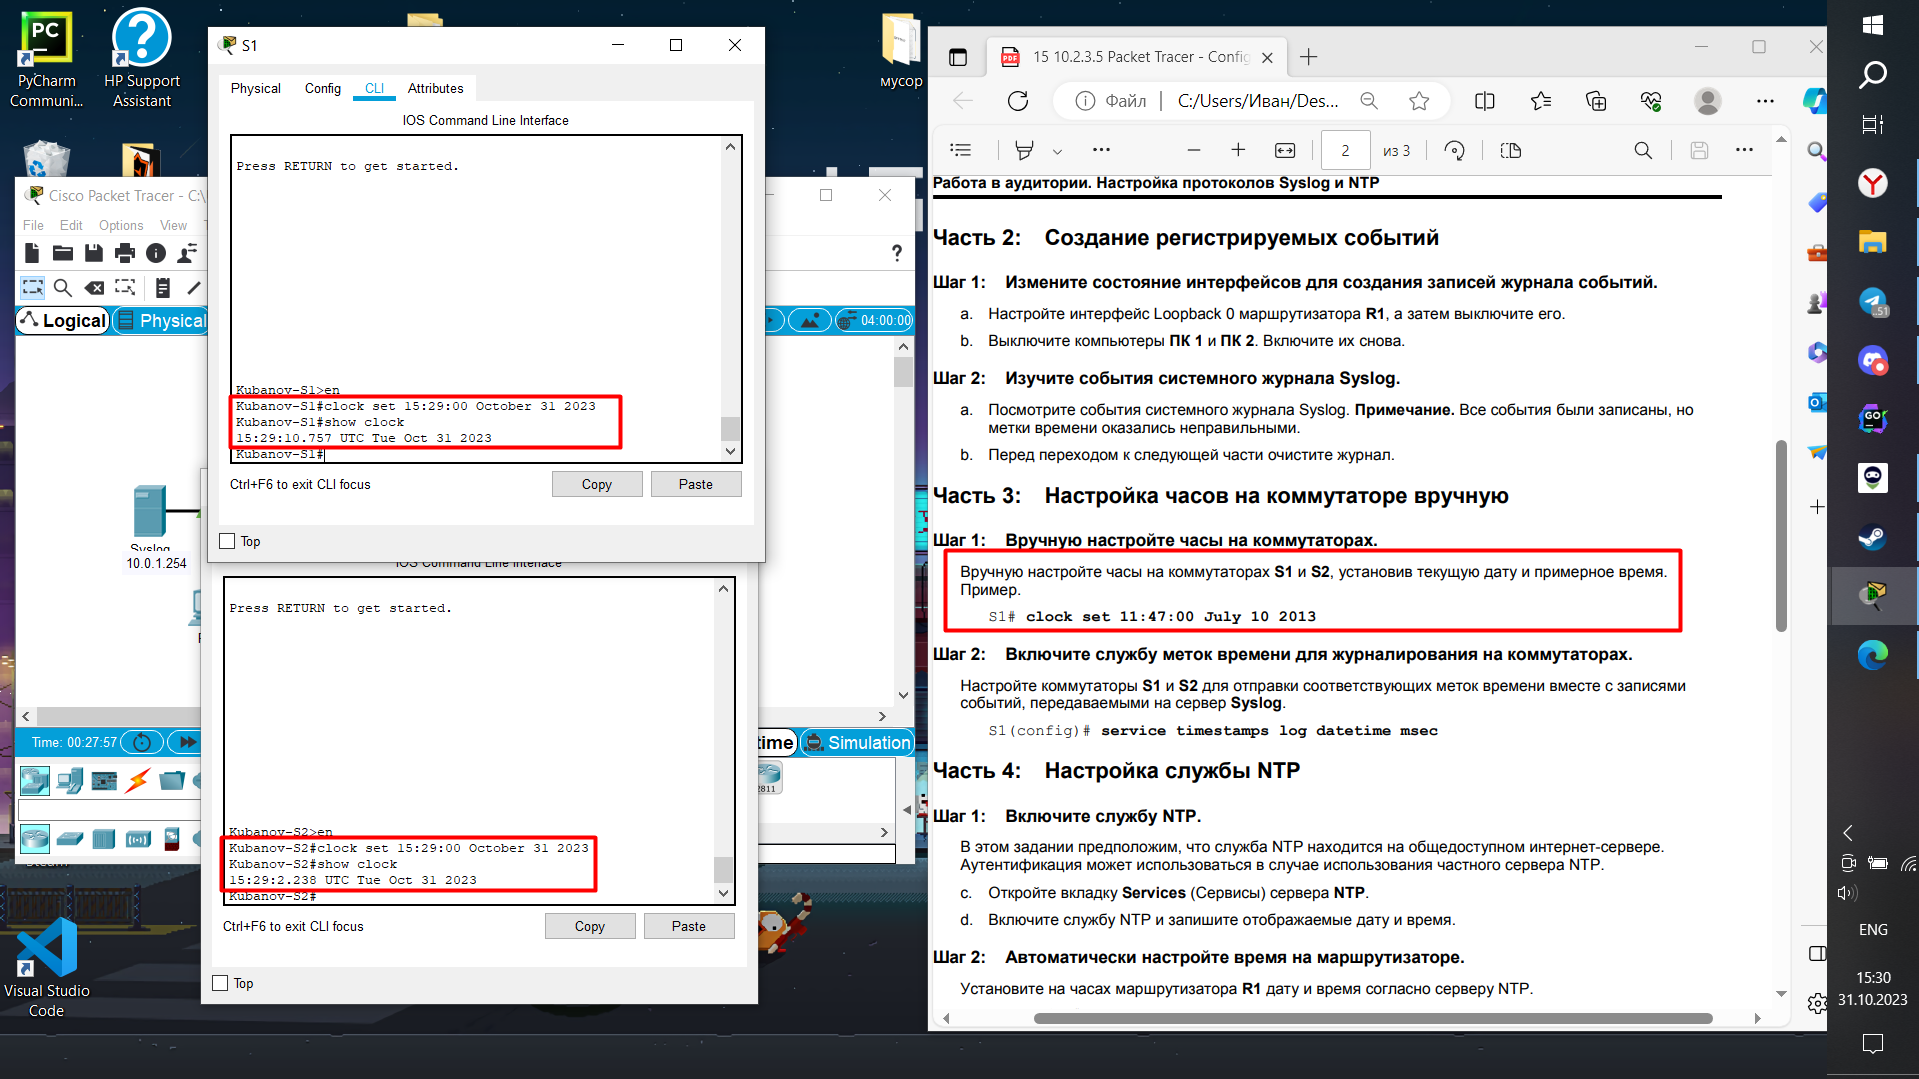 PyCharm
Communi...
HP Support
Assistant
мусор
Visual Studio
Code
S1
Physical
Config
CLI
Attributes
IOS Command Line Interface
Press RETURN to get started.
Kubanov-S1>en
Kubanov-S1#clock set 15:29:00 October 31 2023
Kubanov-S1#show clock
15:29:10.757 UTC Tue Oct 31 2023
Kubanov-S1#
Ctrl+F6 to exit CLI focus
Copy
Paste
Top
Cisco Packet Tracer - C:\
File
Edit
Options
View
?
Logical
Physical
04:00:00
Syslog
10.0.1.254
Time: 00:27:57
Simulation
2811
IOS Command Line Interface
Press RETURN to get started.
Kubanov-S2>en
Kubanov-S2#clock set 15:29:00 October 31 2023
Kubanov-S2#show clock
15:29:2.238 UTC Tue Oct 31 2023
Kubanov-S2#
Ctrl+F6 to exit CLI focus
Copy
Paste
Top
15 10.2.3.5 Packet Tracer - Config
Файл
C:/Users/Иван/Des...
2
из 3
Работа в аудитории. Настройка протоколов Syslog и NTP
Часть 2: Создание регистрируемых событий
Шаг 1: Измените состояние интерфейсов для создания записей журнала событий.
a. Настройте интерфейс Loopback 0 маршрутизатора R1, а затем выключите его.
b. Выключите компьютеры ПК 1 и ПК 2. Включите их снова.
Шаг 2: Изучите события системного журнала Syslog.
a. Посмотрите события системного журнала Syslog. Примечание. Все события были записаны, но
метки времени оказались неправильными.
b. Перед переходом к следующей части очистите журнал.
Часть 3: Настройка часов на коммутаторе вручную
Шаг 1: Вручную настройте часы на коммутаторах.
Вручную настройте часы на коммутаторах S1 и S2, установив текущую дату и примерное время.
Пример.
S1# clock set 11:47:00 July 10 2013
Шаг 2: Включите службу меток времени для журналирования на коммутаторах.
Настройте коммутаторы S1 и S2 для отправки соответствующих меток времени вместе с записями
событий, передаваемыми на сервер Syslog.
S1(config)# service timestamps log datetime msec
Часть 4: Настройка службы NTP
Шаг 1: Включите службу NTP.
В этом задании предположим, что служба NTP находится на общедоступном интернет-сервере.
Аутентификация может использоваться в случае использования частного сервера NTP.
c. Откройте вкладку Services (Сервисы) сервера NTP.
d. Включите службу NTP и запишите отображаемые дату и время.
Шаг 2: Автоматически настройте время на маршрутизаторе.
Установите на часах маршрутизатора R1 дату и время согласно серверу NTP.
ENG
15:30
31.10.2023